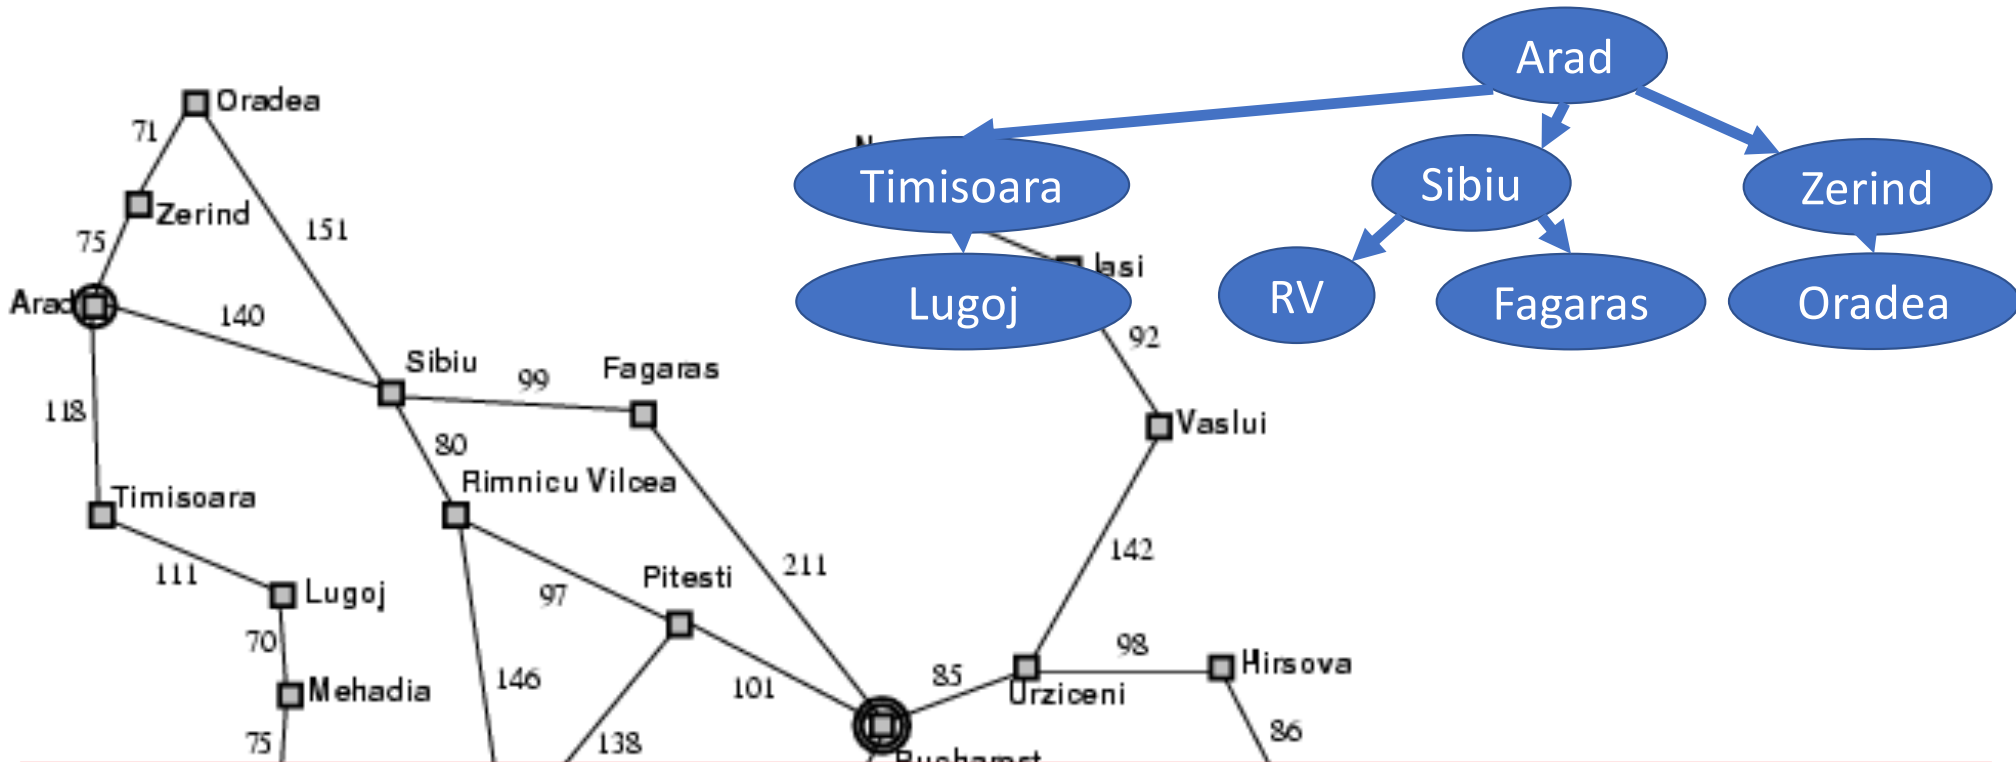 Arad
Oradea
71
Timisoara
Sibiu
Zerind
Zerind
151
75
Iasi
Lugoj
RV
Fagaras
Oradea
Arad
140
92
Sibiu
99
Fagaras
118
80
Vaslui
Rimnicu Vilcea
Timisoara
142
211
111
Pitesti
Lugoj
97
70
98
Hirsova
146
85
Mehadia
101
Urziceni
86
75
138
Bucharest